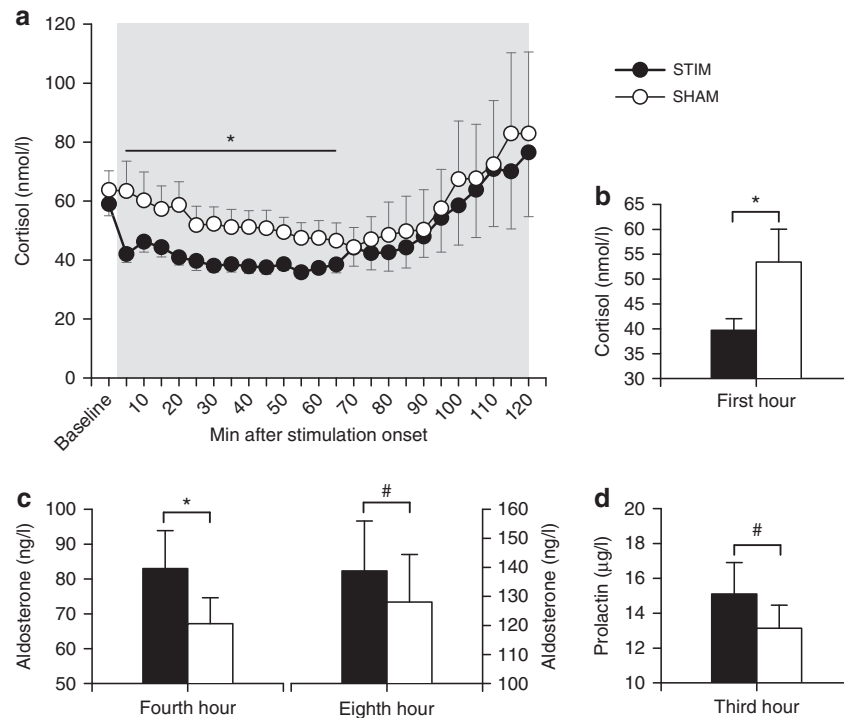 a
120
100
80
60
40
20
0
Cortisol (nmol/l)
*
Baseline 10 20 30 40 50 60 70 80 90 100 110 120
Min after stimulation onset
STIM
SHAM
b
65
60
55
50
45
40
35
30
Cortisol (nmol/l)
*
First hour
c
100
90
80
70
60
50
Aldosterone (ng/l)
*
Fourth hour
#
Eighth hour
160
150
140
130
120
110
100
Aldosterone (ng/l)
d
20
18
16
14
12
10
Prolactin (μg/l)
#
Third hour